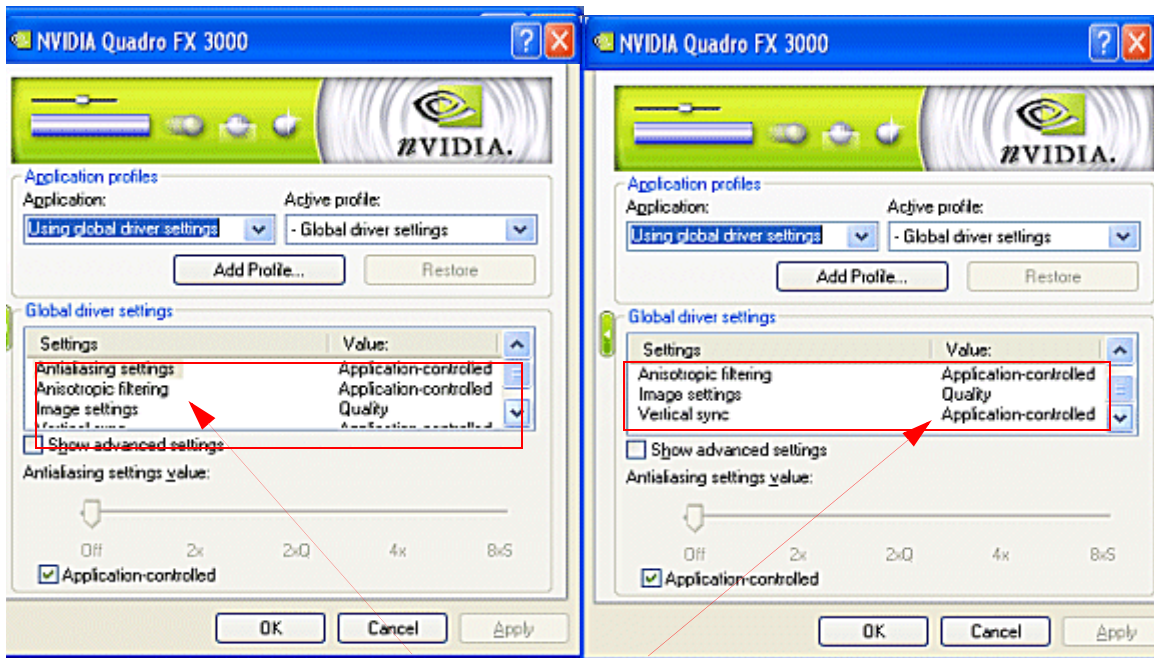 NVIDIA Quadro FX 3000
nVIDIA.
Application profiles
Application:
Active profile:
Using global driver settings
- Global driver settings
Add Profile...
Restore
Global driver settings
Settings
Value:
Antialiasing settings
Application-controlled
Anisotropic filtering
Application-controlled
Image settings
Quality
Vertical sync
Application-controlled
Show advanced settings
Antialiasing settings value:
Off 2x 2xQ 4x 8xS
Application-controlled
OK
Cancel
Apply
NVIDIA Quadro FX 3000
nVIDIA.
Application profiles
Application:
Active profile:
Using global driver settings
- Global driver settings
Add Profile...
Restore
Global driver settings
Settings
Value:
Anisotropic filtering
Application-controlled
Image settings
Quality
Vertical sync
Application-controlled
Show advanced settings
Antialiasing settings value:
Off 2x 2xQ 4x 8xS
Application-controlled
OK
Cancel
Apply